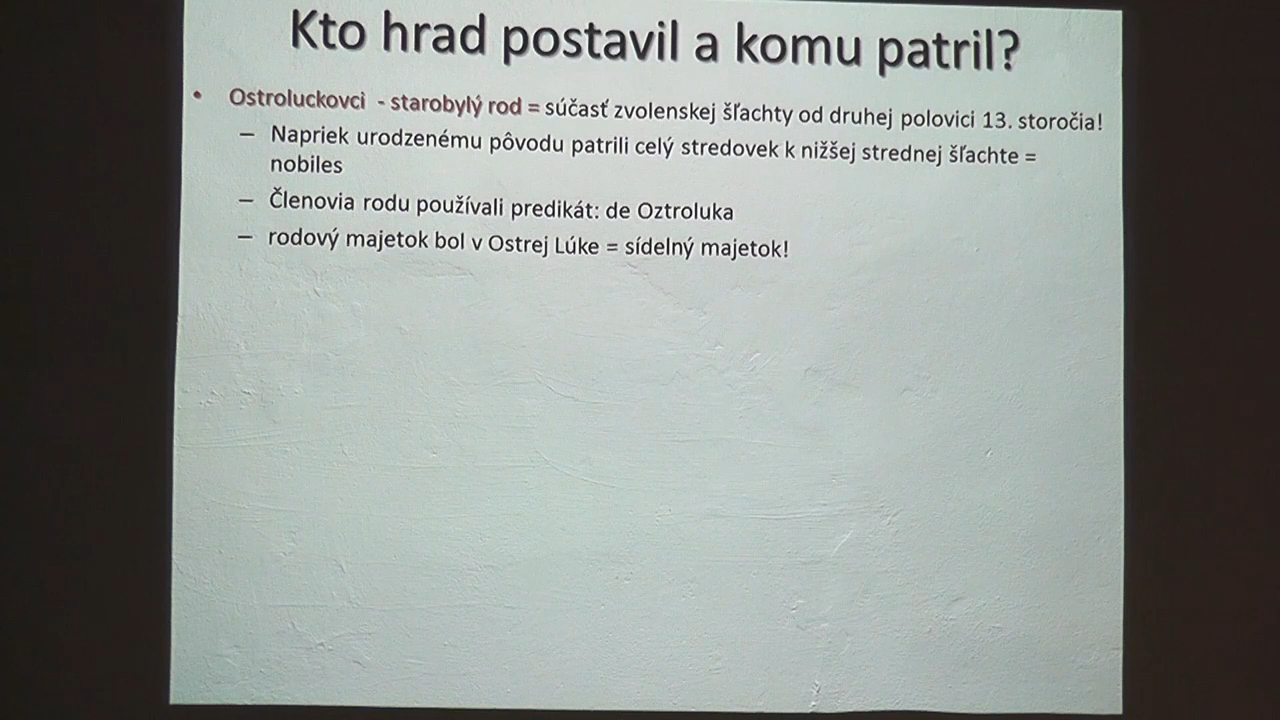 Kto hrad postavil a komu patril?
• Ostroluckovci - starobylý rod = súčasť zvolenskej šľachty od druhej polovici 13. storočia!
– Napriek urodzenému pôvodu patrili celý stredovek k nižšej strednej šľachte =
nobiles
– Členovia rodu používali predikát: de Oztroluka
– rodový majetok bol v Ostrej Lúke = sídelný majetok!